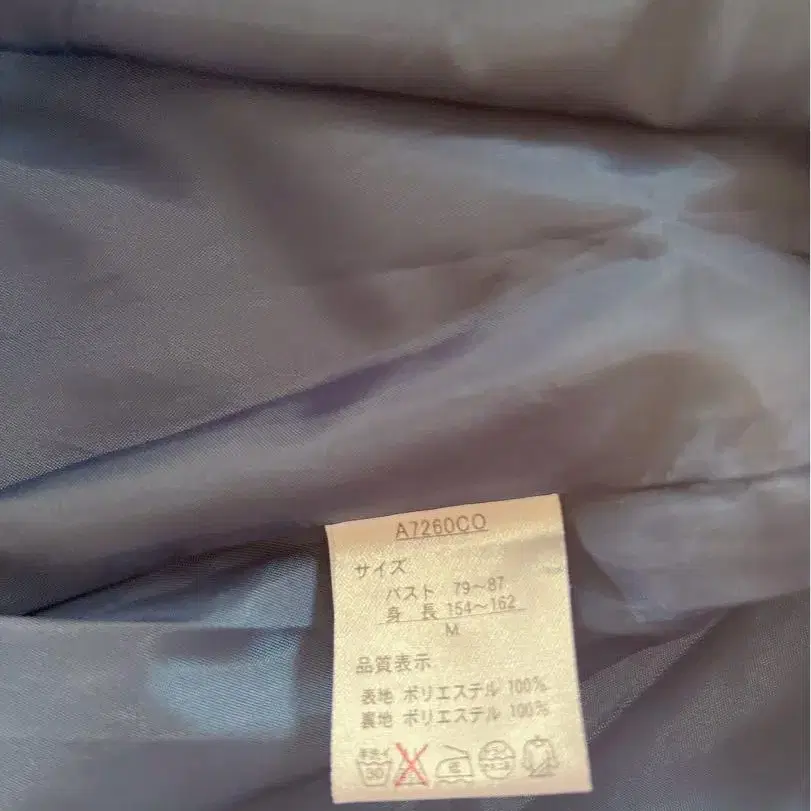 A7260CO
サイズ
バスト 79～87
身長 154～162
M
品質表示
表地 ポリエステル 100%
裏地 ポリエステル 100%
30